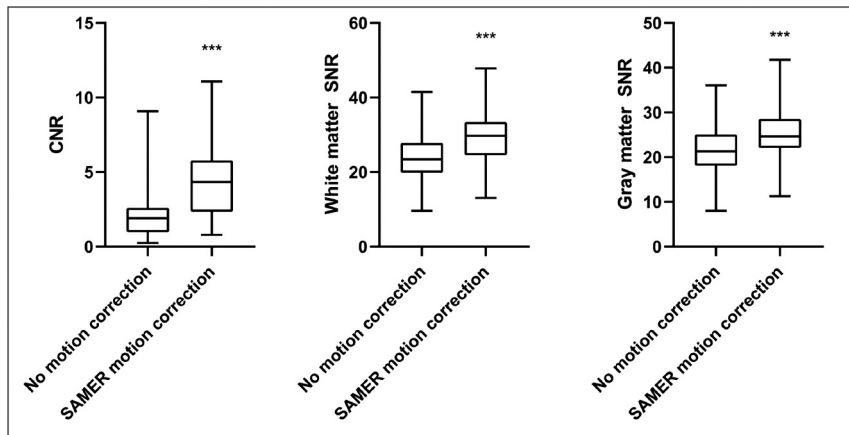 15
10
5
0
CNR
***
No motion correction
SAMER motion correction
60
40
20
0
White matter SNR
***
No motion correction
SAMER motion correction
50
40
30
20
10
0
Gray matter SNR
***
No motion correction
SAMER motion correction